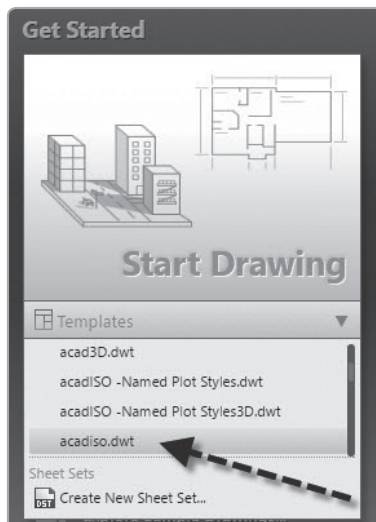 Get Started
Start Drawing
Templates
acad3D.dwt
acadISO -Named Plot Styles.dwt
acadISO -Named Plot Styles3D.dwt
acadiso.dwt
Sheet Sets
DST
Create New Sheet Set...